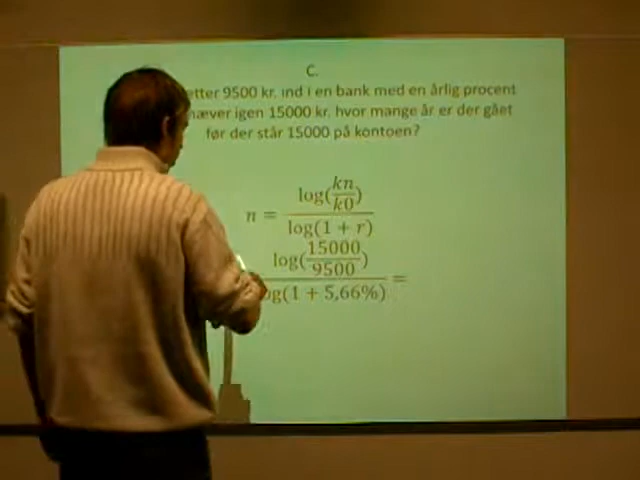 C.
etter 9500 kr. ind i en bank med en årlig procent
hæver igen 15000 kr. hvor mange år er der gået
før der står 15000 på kontoen?
n = log(kn/k0) / log(1 + r)
log(15000/9500) / og(1 + 5,66%) =